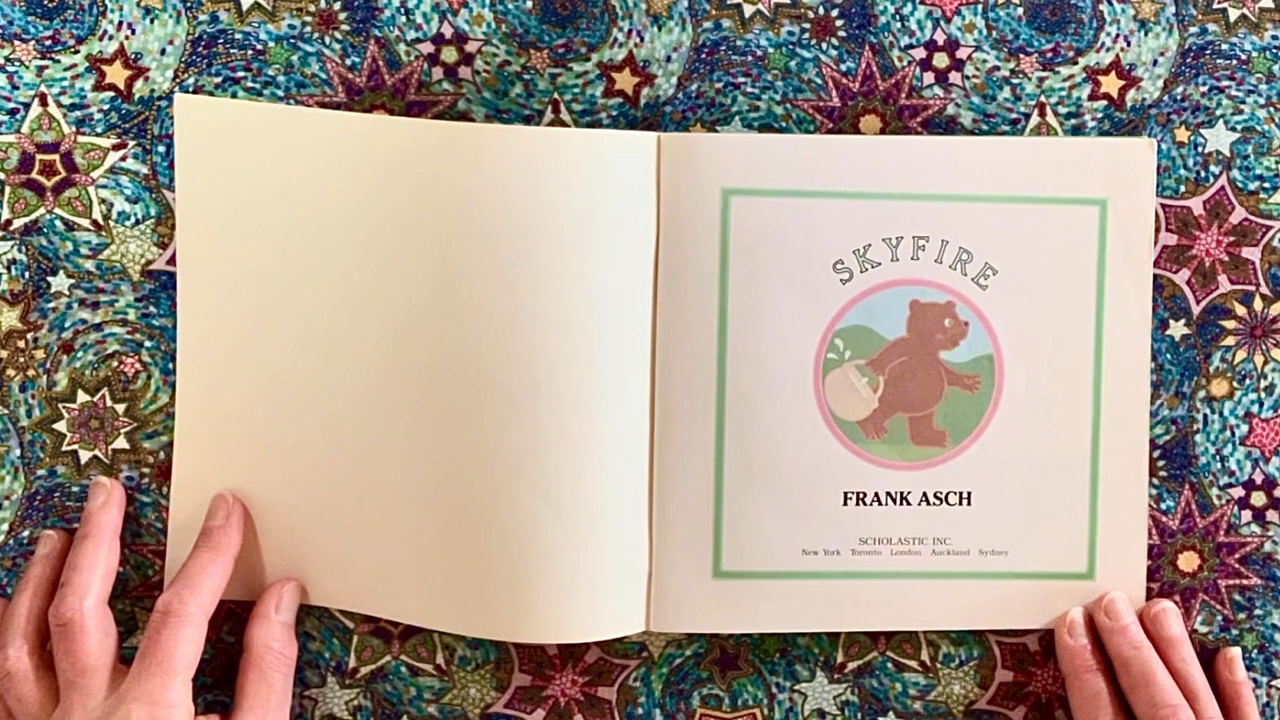 SKYFIRE
FRANK ASCH
SCHOLASTIC INC.
New York Toronto London Auckland Sydney